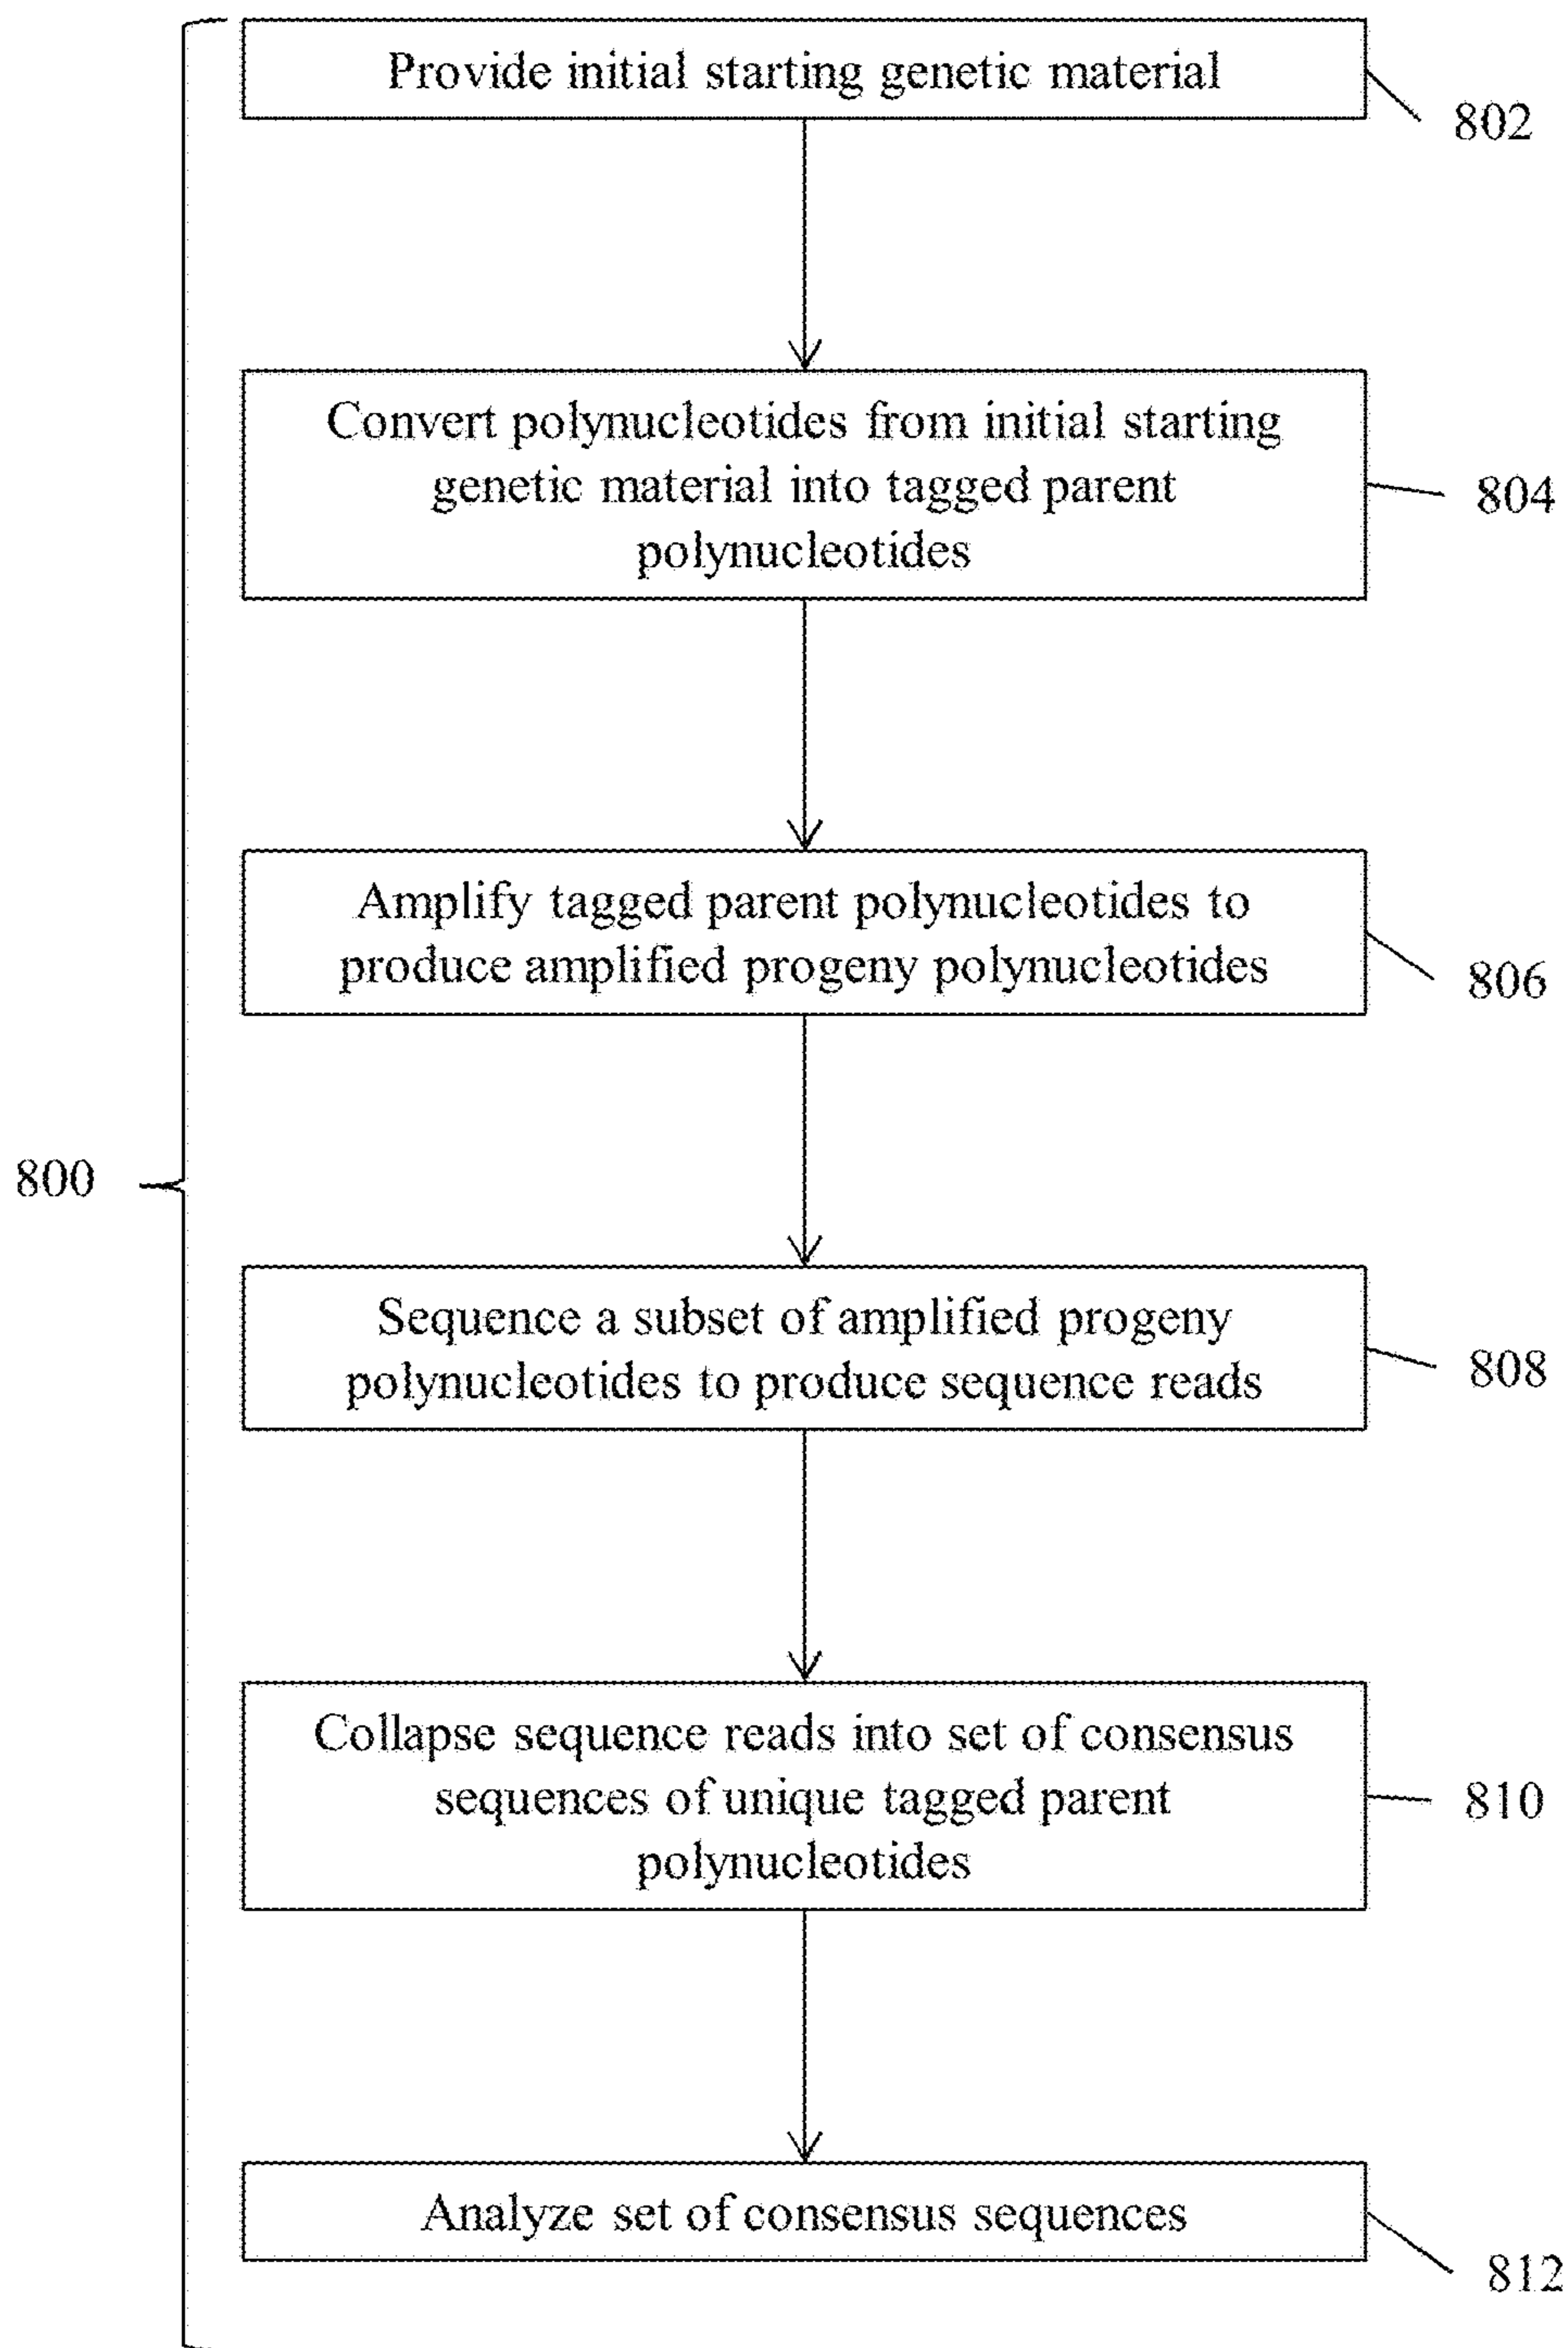 Provide initial starting genetic material
802
Convert polynucleotides from initial starting
genetic material into tagged parent
polynucleotides
804
Amplify tagged parent polynucleotides to
produce amplified progeny polynucleotides
806
800
Sequence a subset of amplified progeny
polynucleotides to produce sequence reads
808
Collapse sequence reads into set of consensus
sequences of unique tagged parent
polynucleotides
810
Analyze set of consensus sequences
812